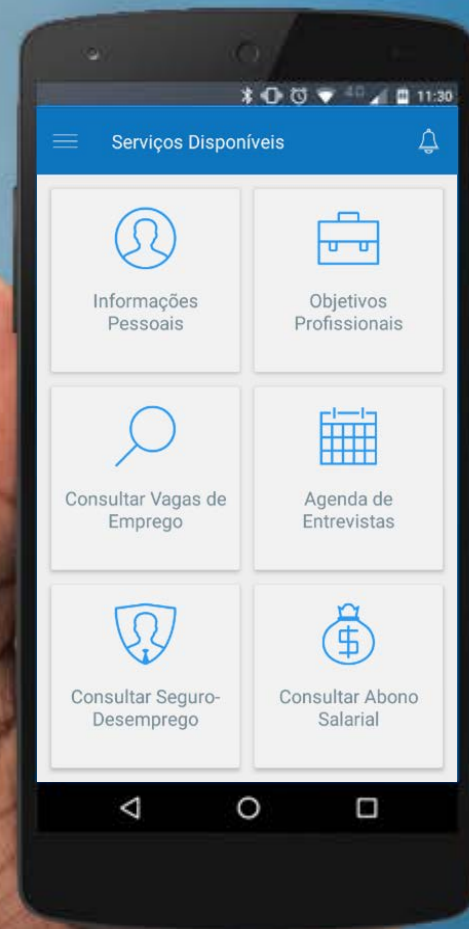 4G 11:30
Serviços Disponíveis
Informações
Pessoais
Objetivos
Profissionais
Consultar Vagas de
Emprego
Agenda de
Entrevistas
Consultar Seguro-
Desemprego
Consultar Abono
Salarial